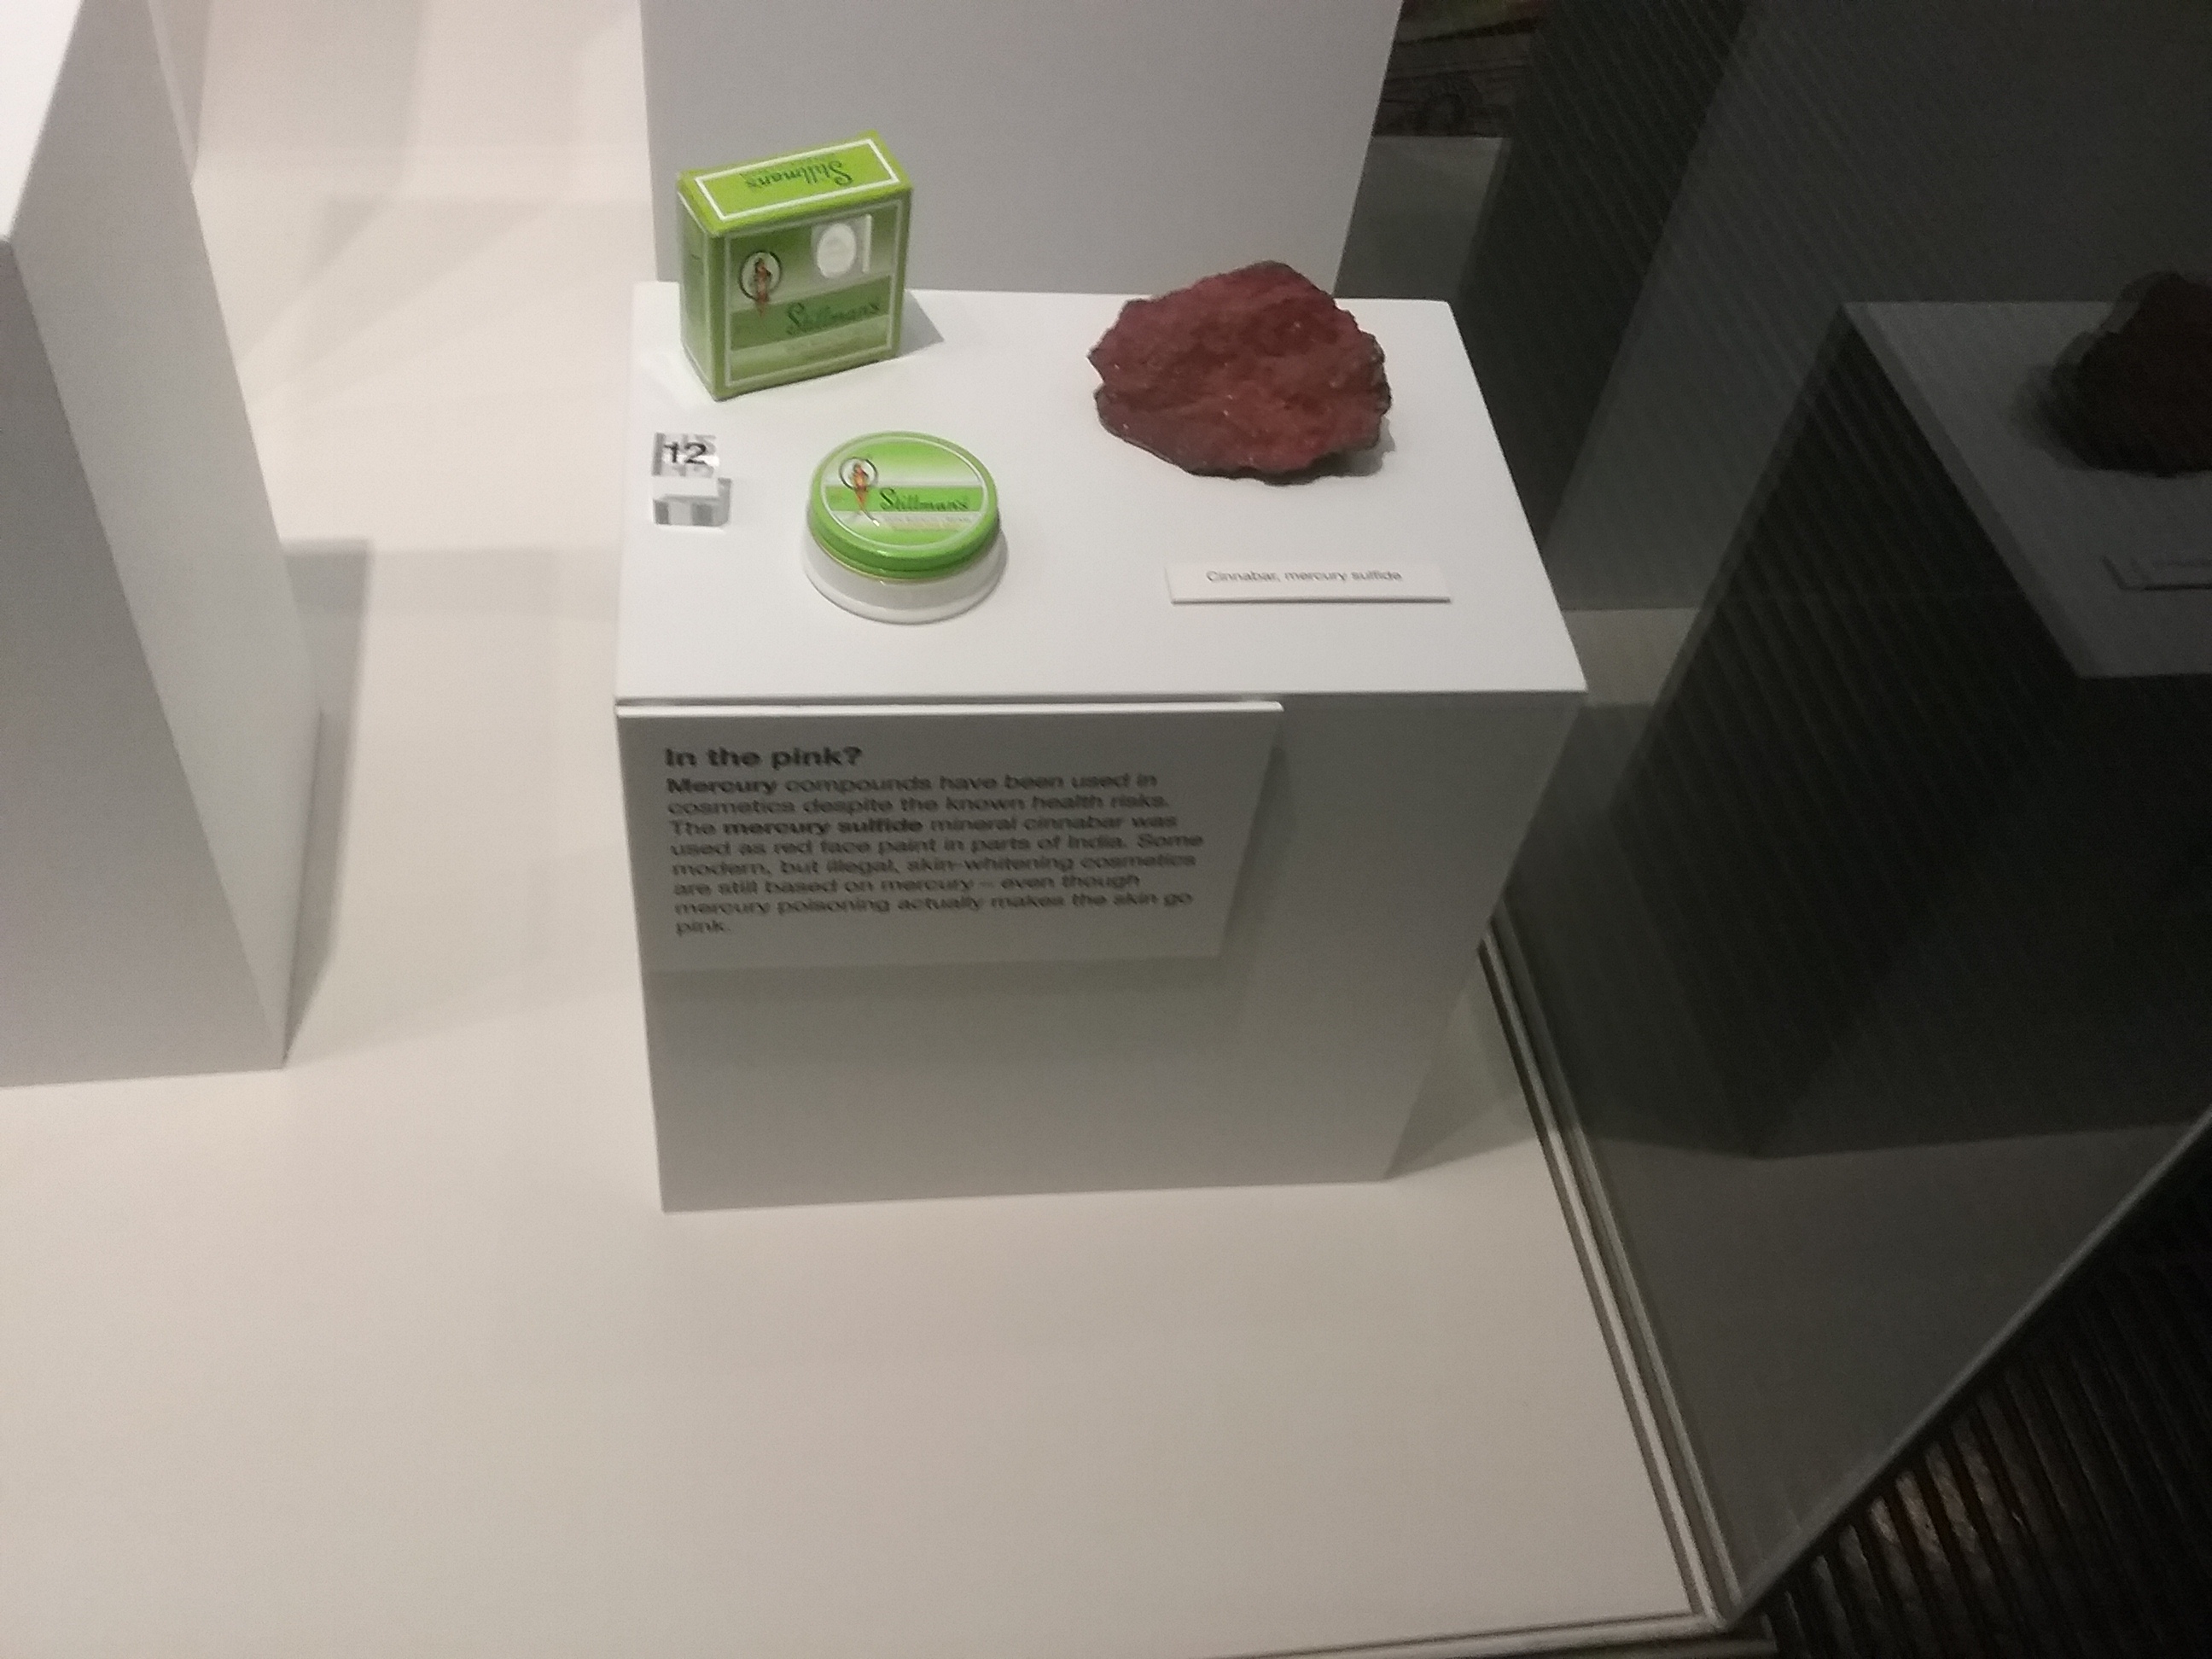 Stillman's
Stillman's
12
Stillman's
Cinnabar, mercury sulfide
In the pink?
Mercury compounds have been used in
cosmetics despite the known health risks.
The mercury sulfide mineral cinnabar was
used as red face paint in parts of India. Some
modern, but illegal, skin-whitening cosmetics
are still based on mercury – even though
mercury poisoning actually makes the skin go
pink.